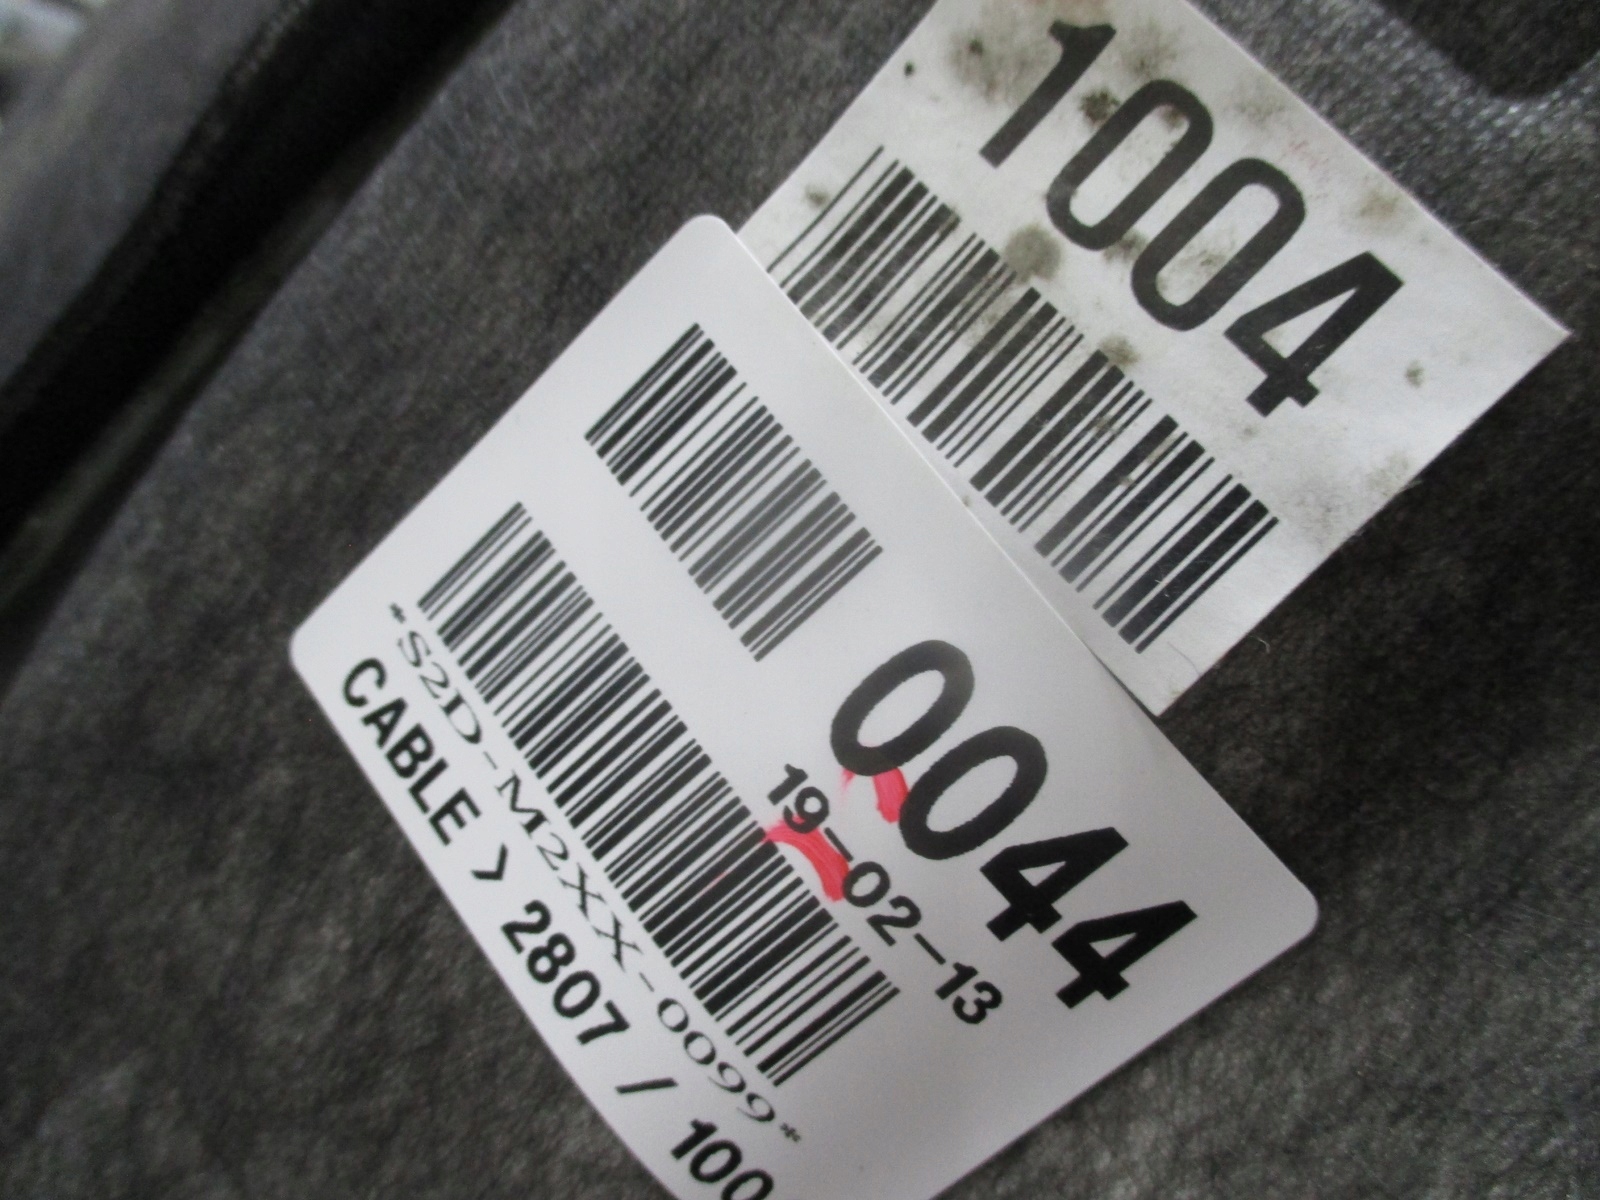 1004
0044
19-02-13
*S2D-M2XX-0099*
CABLE > 2807 / 100